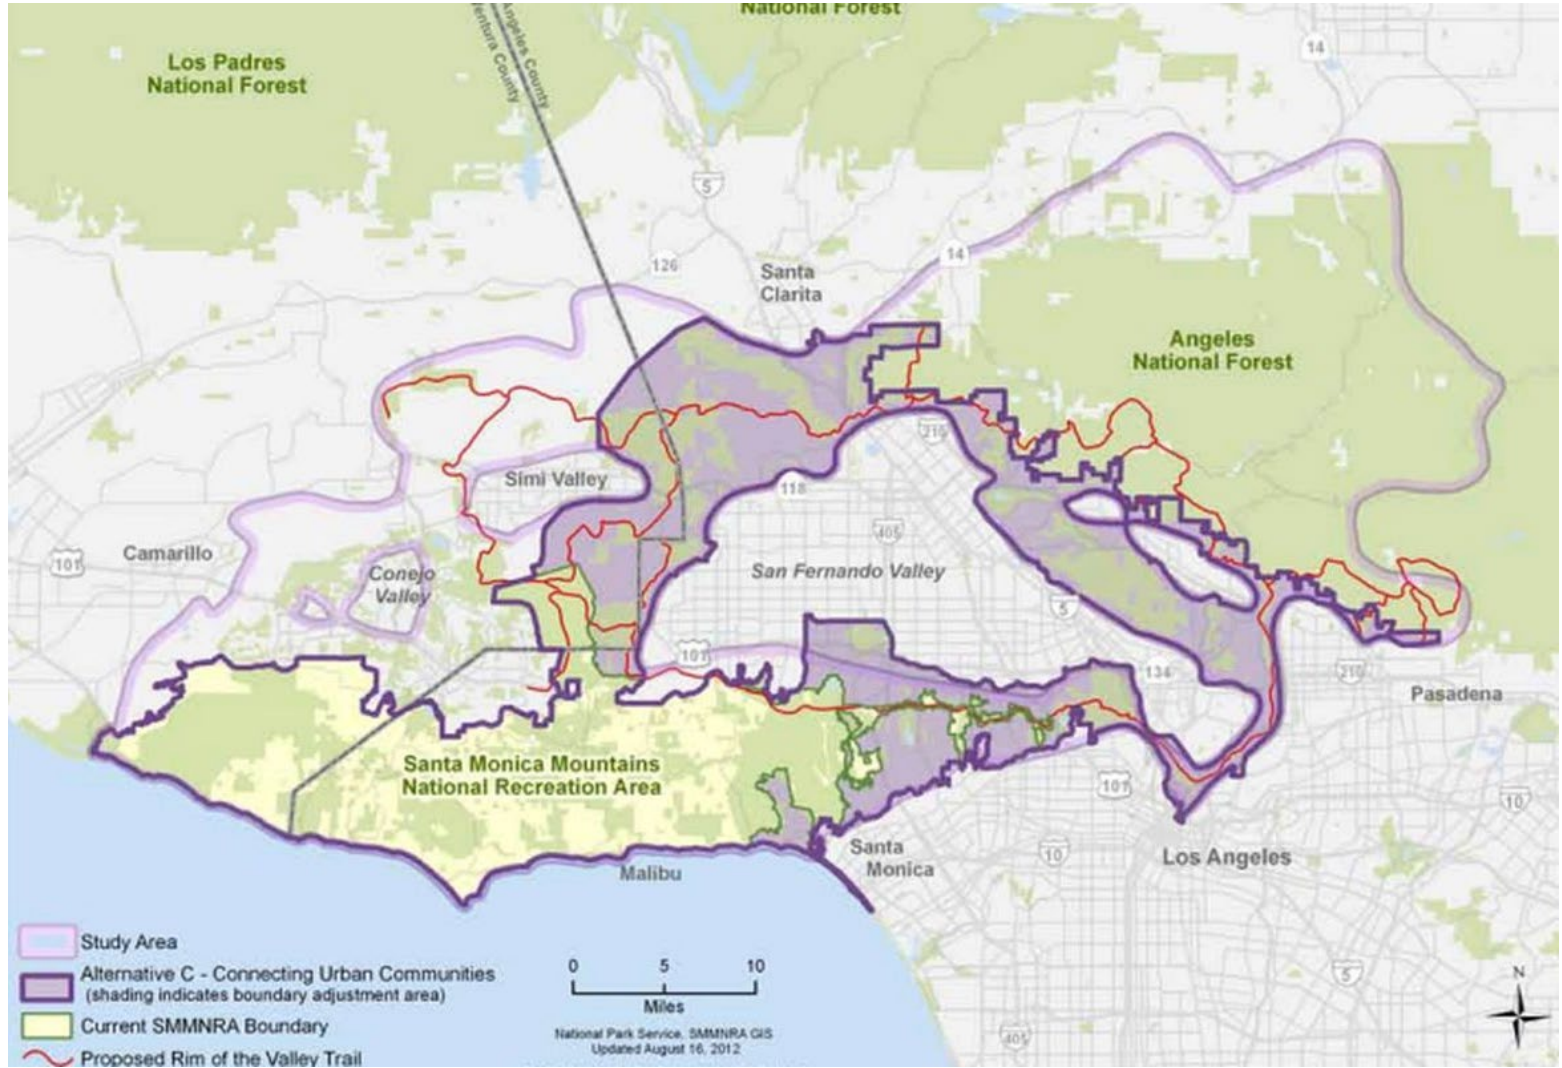 National Forest
Los Padres
National Forest
Angeles County
Ventura County
14
5
126
14
Santa
Clarita
Angeles
National Forest
210
Simi Valley
118
405
Camarillo
101
Conejo
Valley
San Fernando Valley
5
101
134
210
Pasadena
Santa Monica Mountains
National Recreation Area
101
10
Santa
Monica
10
Los Angeles
Malibu
Study Area
Alternative C - Connecting Urban Communities
(shading indicates boundary adjustment area)
Current SMMNRA Boundary
Proposed Rim of the Valley Trail
0 5 10
Miles
National Park Service, SMMNRA GIS
Updated August 16, 2012
5
405
N